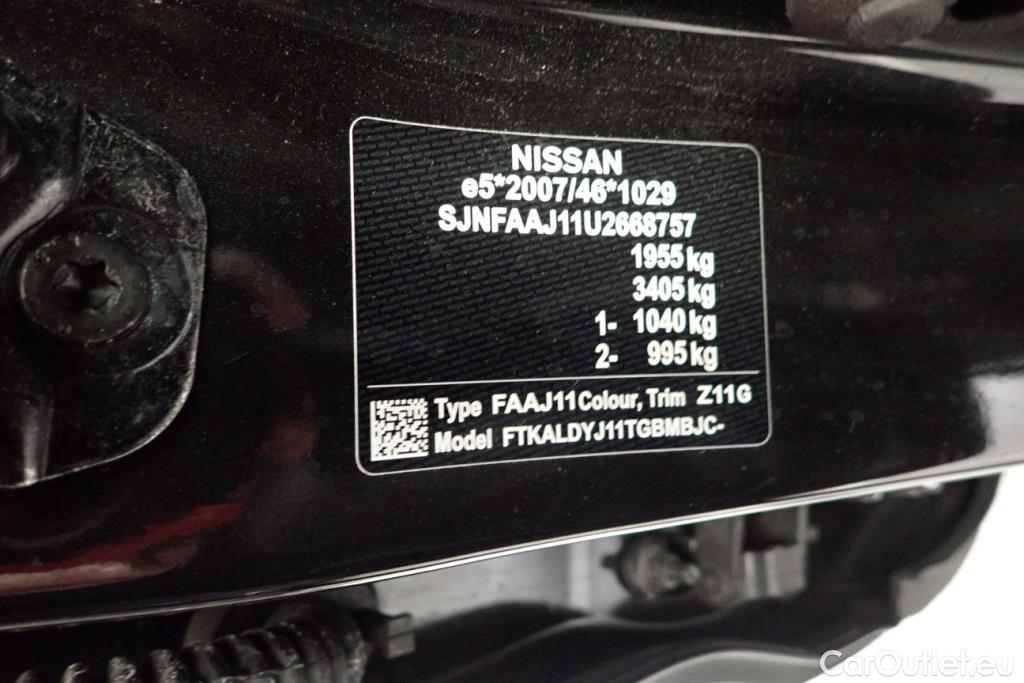 NISSAN
e5*2007/46*1029
SJNFAAJ11U2668757
1955 kg
3405 kg
1- 1040 kg
2- 995 kg
Type FAAJ11 Colour, Trim Z11G
Model FTKALDYJ11TGBMBJC-
CarOutlet.eu